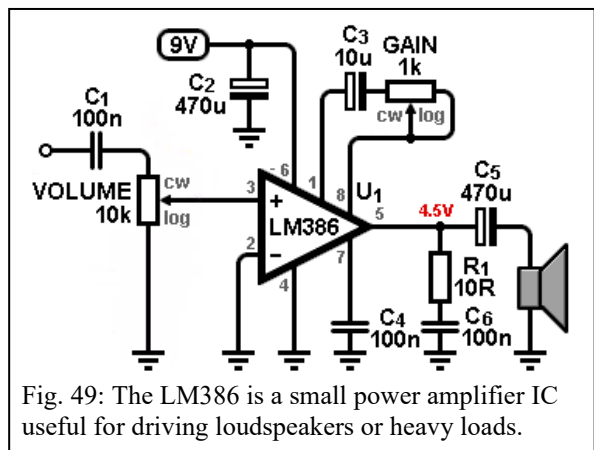 9V
C3
10u
GAIN
1k
C2
470u
C1
100n
cw
log
VOLUME
10k
cw
log
3
+
2
−
LM386
6
1
8
U1
5
4
7
4.5V
C5
470u
R1
10R
C4
100n
C6
100n
Fig. 49: The LM386 is a small power amplifier IC
useful for driving loudspeakers or heavy loads.